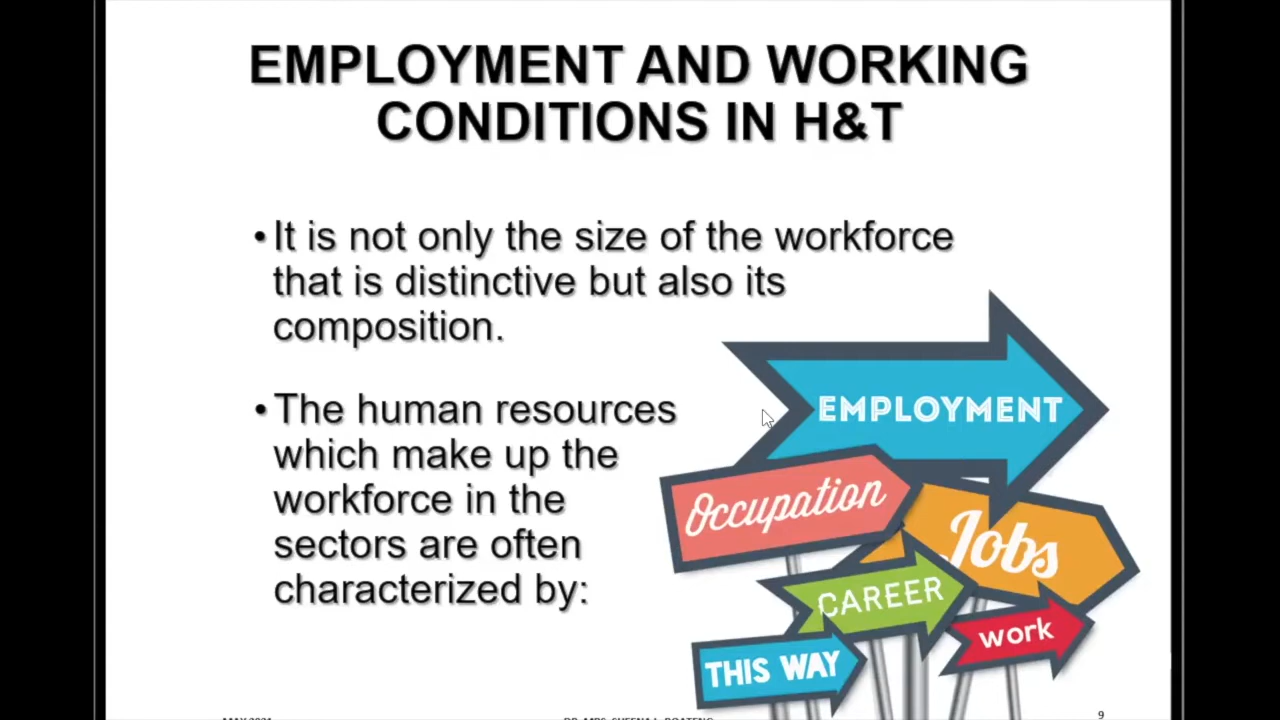 EMPLOYMENT AND WORKING
CONDITIONS IN H&T
•It is not only the size of the workforce
that is distinctive but also its
composition.
•The human resources
which make up the
workforce in the
sectors are often
characterized by:
EMPLOYMENT
Occupation
Jobs
CAREER
work
THIS WAY
9